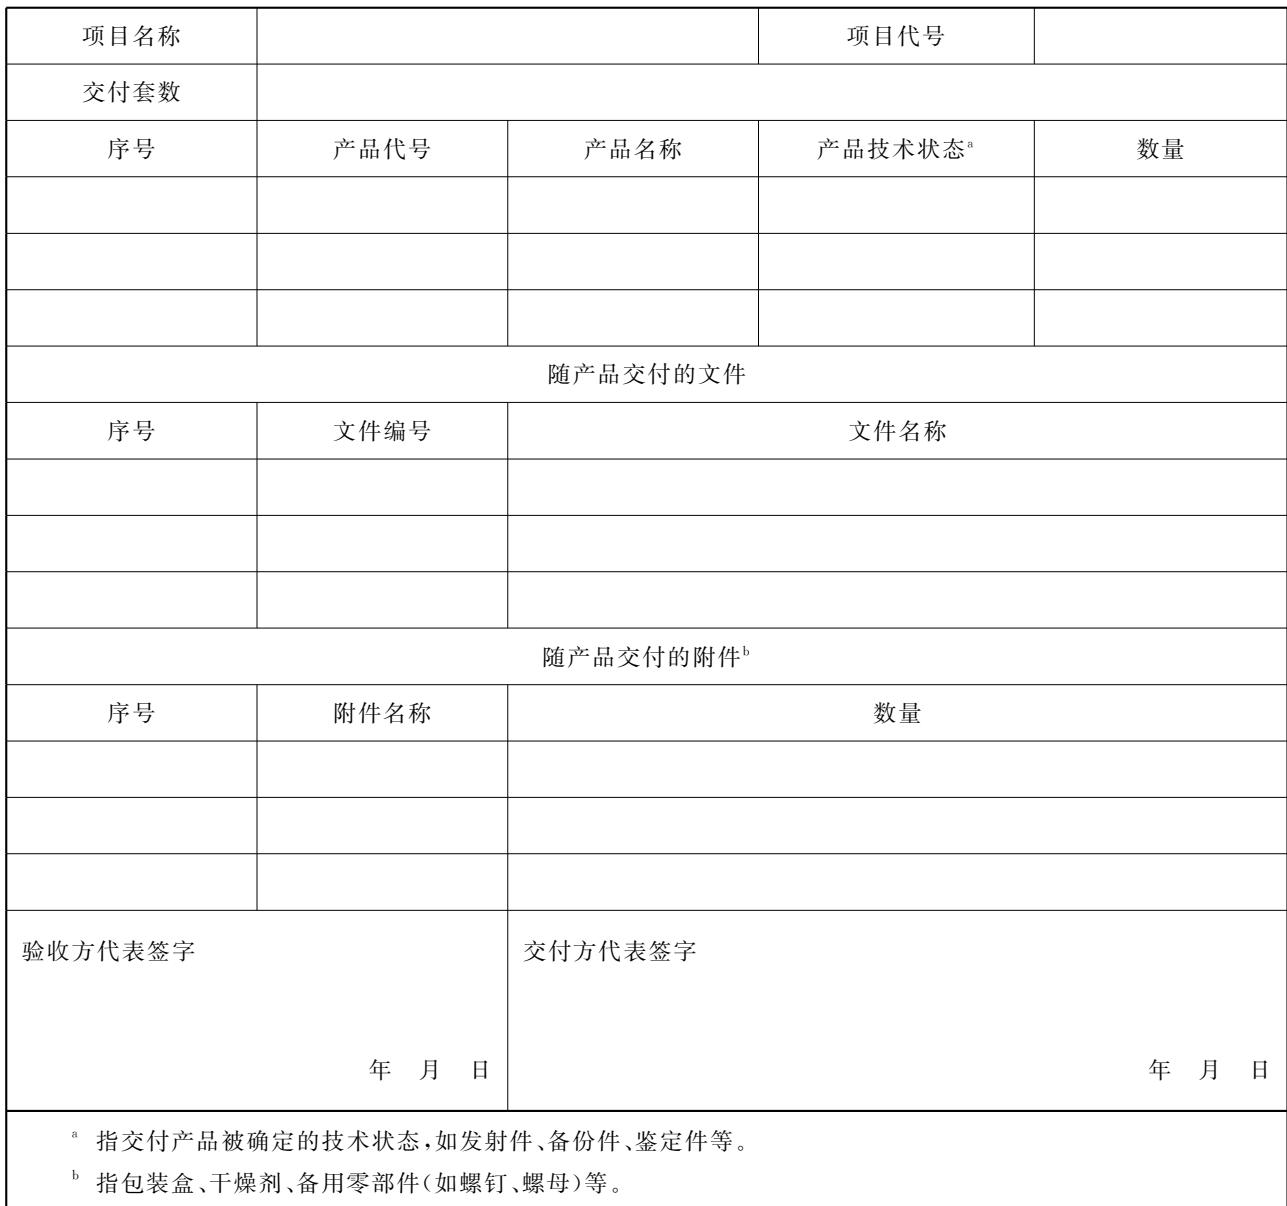 项目名称 项目代号
交付套数
序号 产品代号 产品名称 产品技术状态ᵃ 数量
随产品交付的文件
序号 文件编号 文件名称
随产品交付的附件ᵇ
序号 附件名称 数量
验收方代表签字 交付方代表签字
年 月 日 年 月 日
ᵃ 指交付产品被确定的技术状态,如发射件、备份件、鉴定件等。
ᵇ 指包装盒、干燥剂、备用零部件(如螺钉、螺母)等。